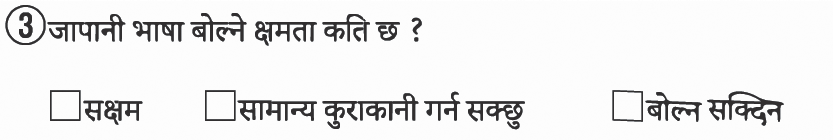 ③जापानी भाषा बोल्ने क्षमता कति छ ?
□सक्षम □सामान्य कुराकानी गर्न सक्छु □बोल्न सक्दिन